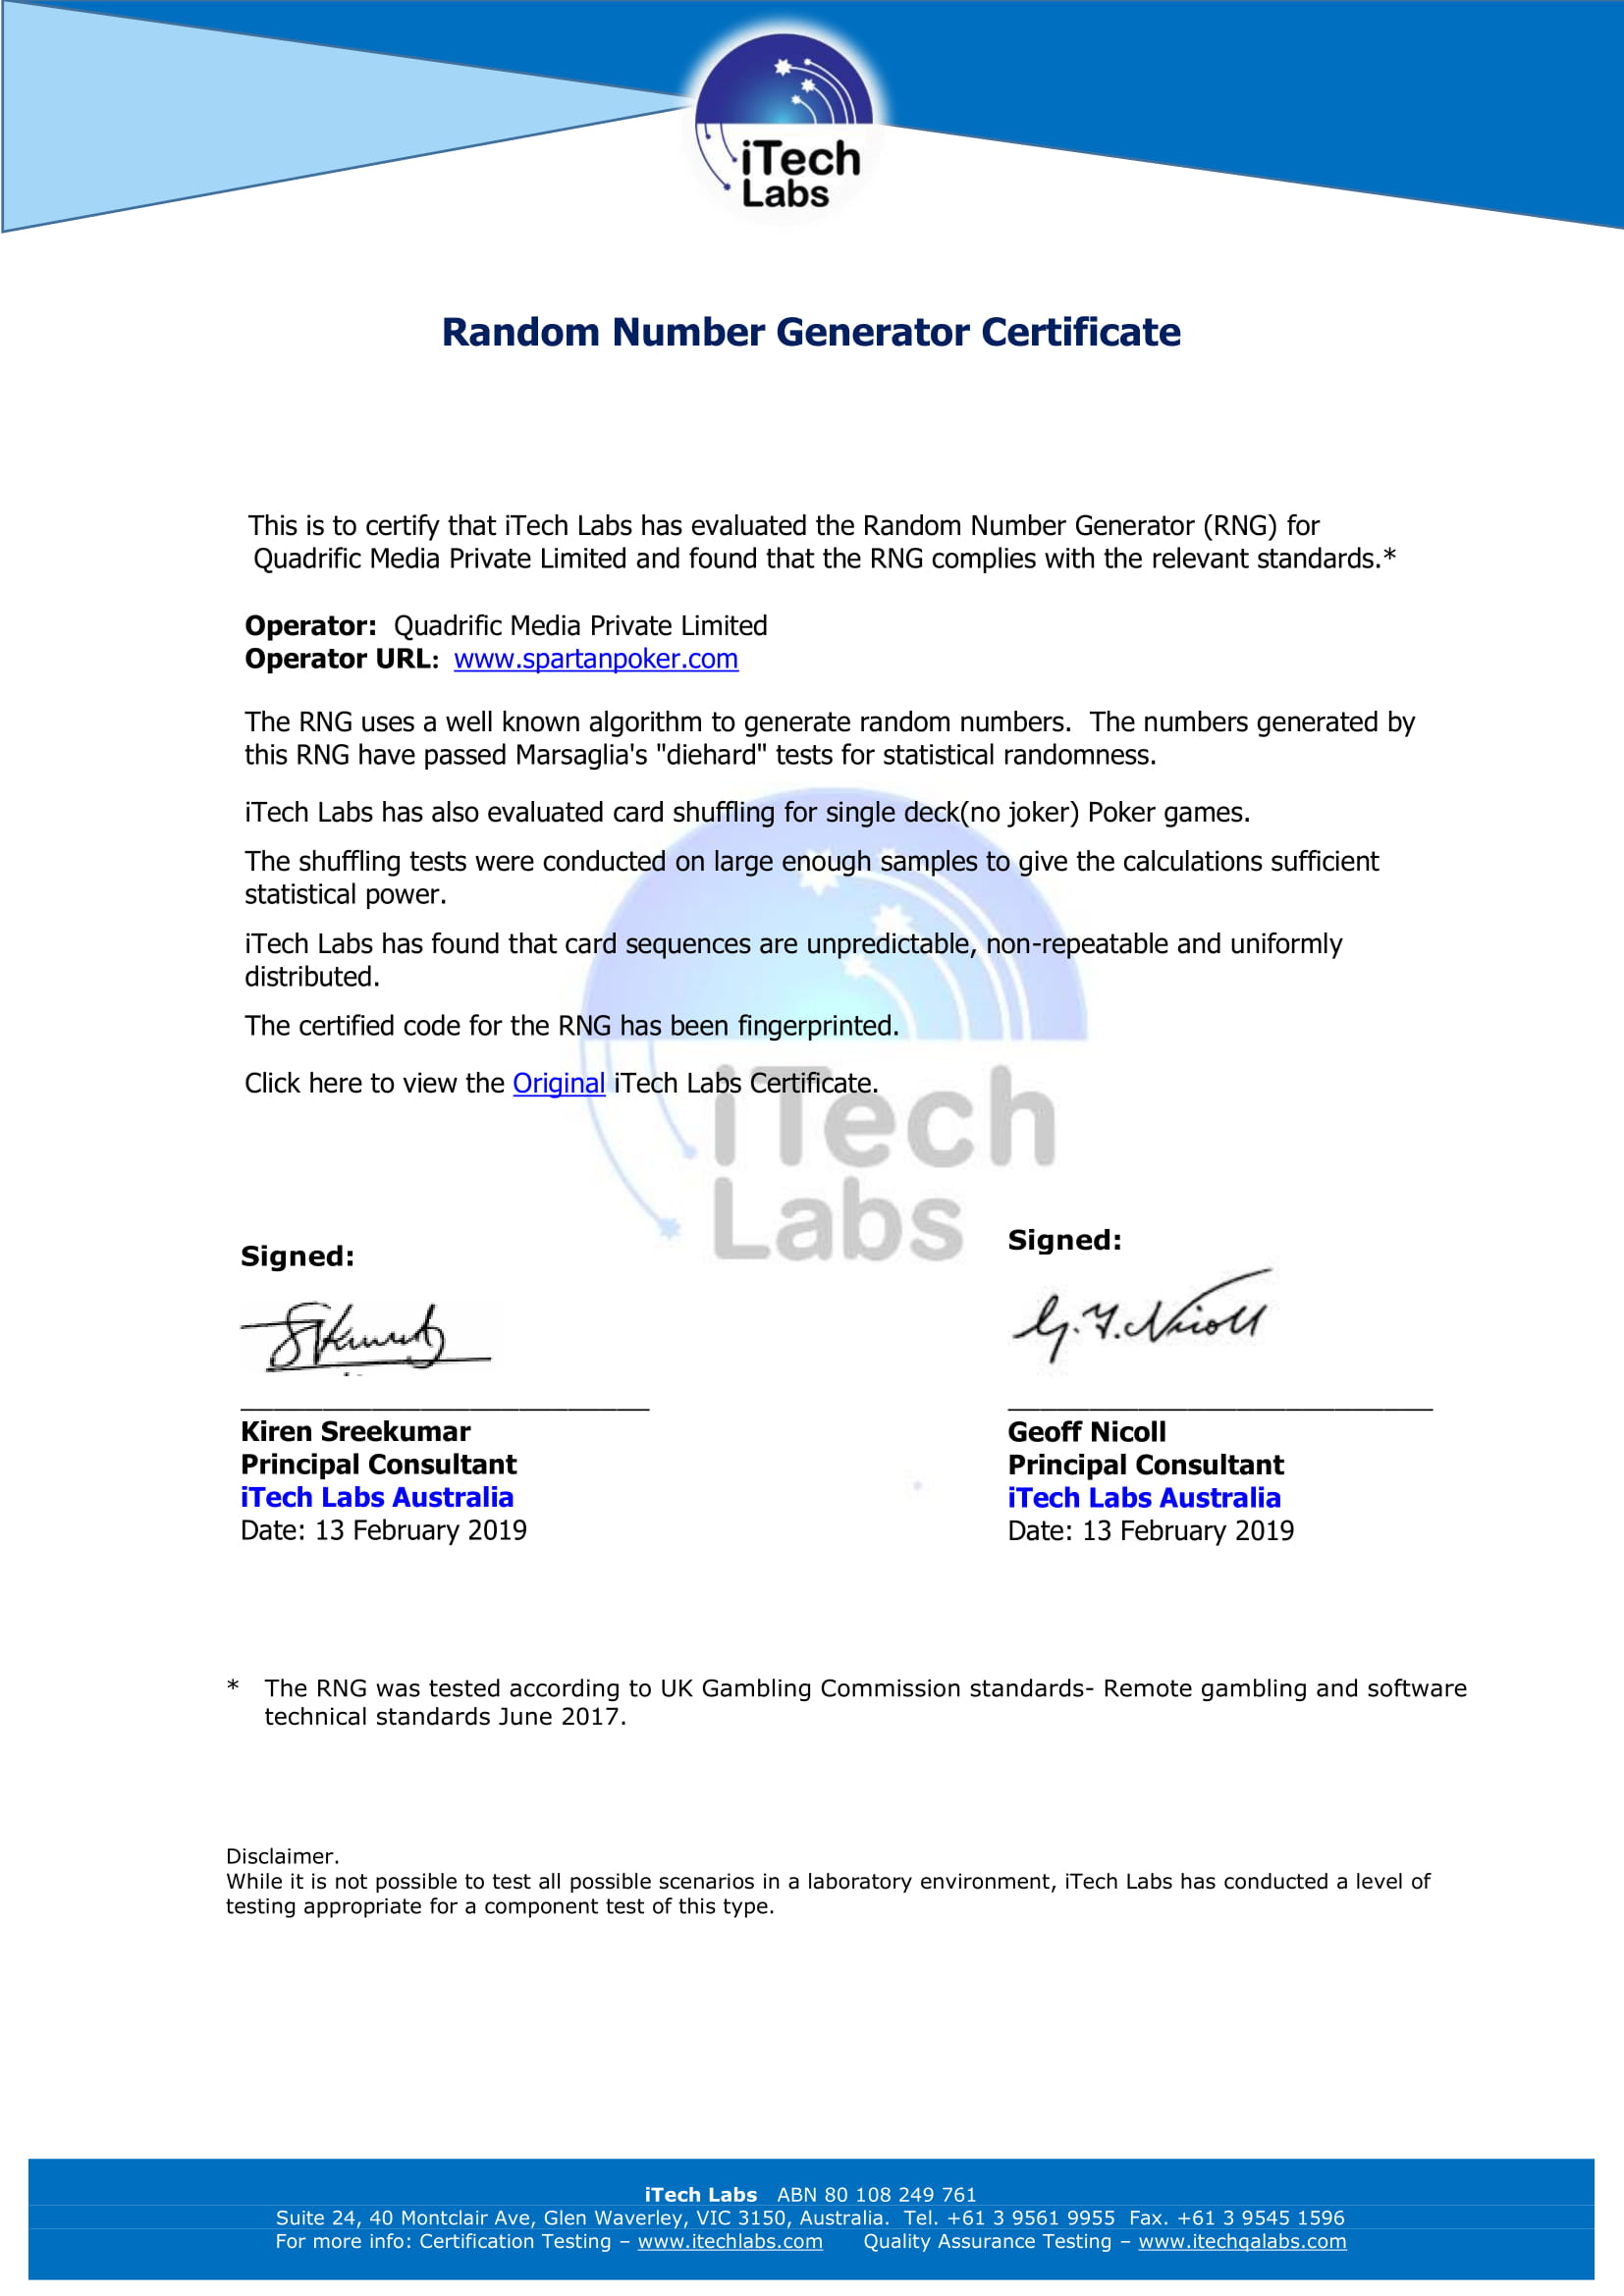 iTech
Labs
Random Number Generator Certificate
This is to certify that iTech Labs has evaluated the Random Number Generator (RNG) for
Quadrific Media Private Limited and found that the RNG complies with the relevant standards.*
Operator: Quadrific Media Private Limited
Operator URL: www.spartanpoker.com
The RNG uses a well known algorithm to generate random numbers. The numbers generated by
this RNG have passed Marsaglia's "diehard" tests for statistical randomness.
iTech Labs has also evaluated card shuffling for single deck(no joker) Poker games.
The shuffling tests were conducted on large enough samples to give the calculations sufficient
statistical power.
iTech Labs has found that card sequences are unpredictable, non-repeatable and uniformly
distributed.
The certified code for the RNG has been fingerprinted.
Click here to view the Original iTech Labs Certificate.
iTech
Labs
Signed:
Kiren Sreekumar
Principal Consultant
iTech Labs Australia
Date: 13 February 2019
Signed:
G.F. Nicoll
Geoff Nicoll
Principal Consultant
iTech Labs Australia
Date: 13 February 2019
* The RNG was tested according to UK Gambling Commission standards- Remote gambling and software
technical standards June 2017.
Disclaimer.
While it is not possible to test all possible scenarios in a laboratory environment, iTech Labs has conducted a level of
testing appropriate for a component test of this type.
iTech Labs ABN 80 108 249 761
Suite 24, 40 Montclair Ave, Glen Waverley, VIC 3150, Australia. Tel. +61 3 9561 9955 Fax. +61 3 9545 1596
For more info: Certification Testing – www.itechlabs.com Quality Assurance Testing – www.itechqalabs.com